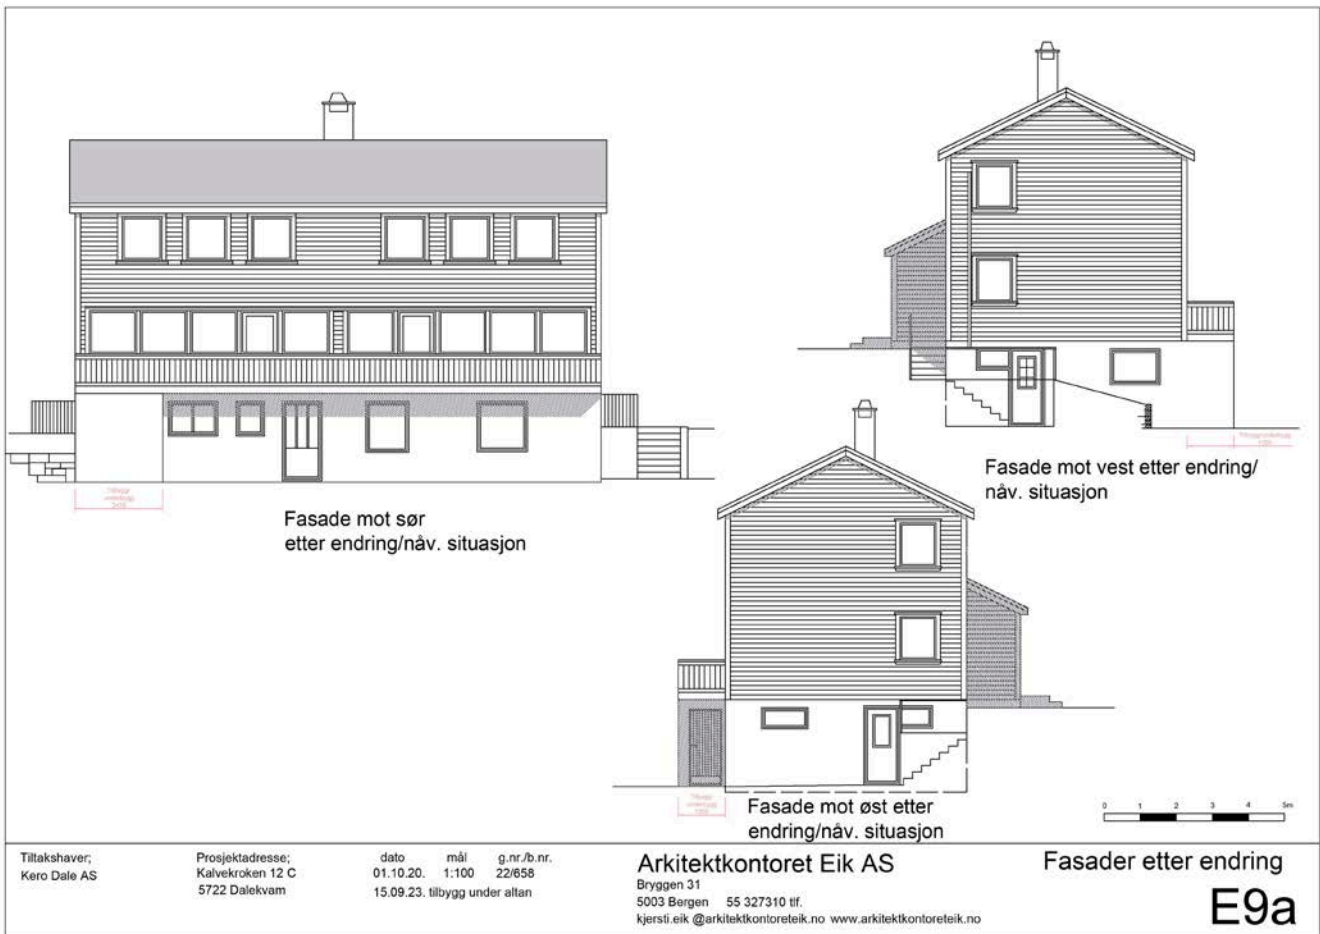 Fasade mot sør
etter endring/nåv. situasjon
Fasade mot vest etter endring/
nåv. situasjon
Fasade mot øst etter
endring/nåv. situasjon
0 1 2 3 4 5m
Tiltakshaver;
Kero Dale AS
Prosjektadresse;
Kalvekroken 12 C
5722 Dalekvam
dato mål g.nr./b.nr.
01.10.20. 1:100 22/658
15.09.23. tilbygg under altan
Arkitektkontoret Eik AS
Bryggen 31
5003 Bergen 55 327310 tlf.
kjersti.eik @arkitektkontoreteik.no www.arkitektkontoreteik.no
Fasader etter endring
E9a